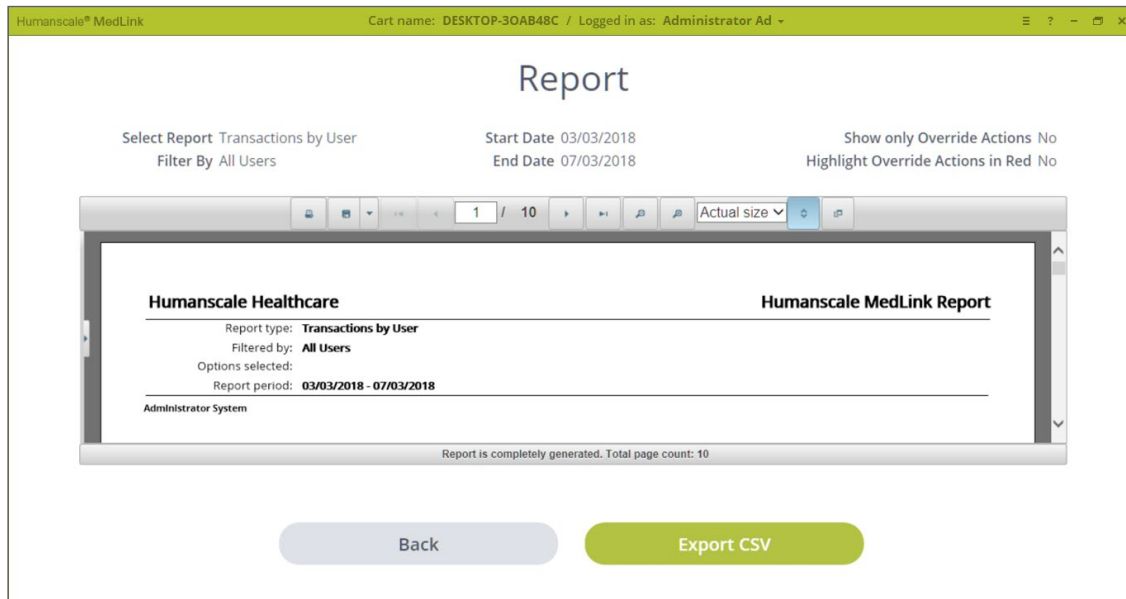 Humanscale® MedLink Cart name: DESKTOP-3OAB48C / Logged in as: Administrator Ad
Report
Select Report Transactions by User Start Date 03/03/2018 Show only Override Actions No
Filter By All Users End Date 07/03/2018 Highlight Override Actions in Red No
1 / 10 Actual size
Humanscale Healthcare Humanscale MedLink Report
Report type: Transactions by User
Filtered by: All Users
Options selected:
Report period: 03/03/2018 - 07/03/2018
Administrator System
Report is completely generated. Total page count: 10
Back Export CSV